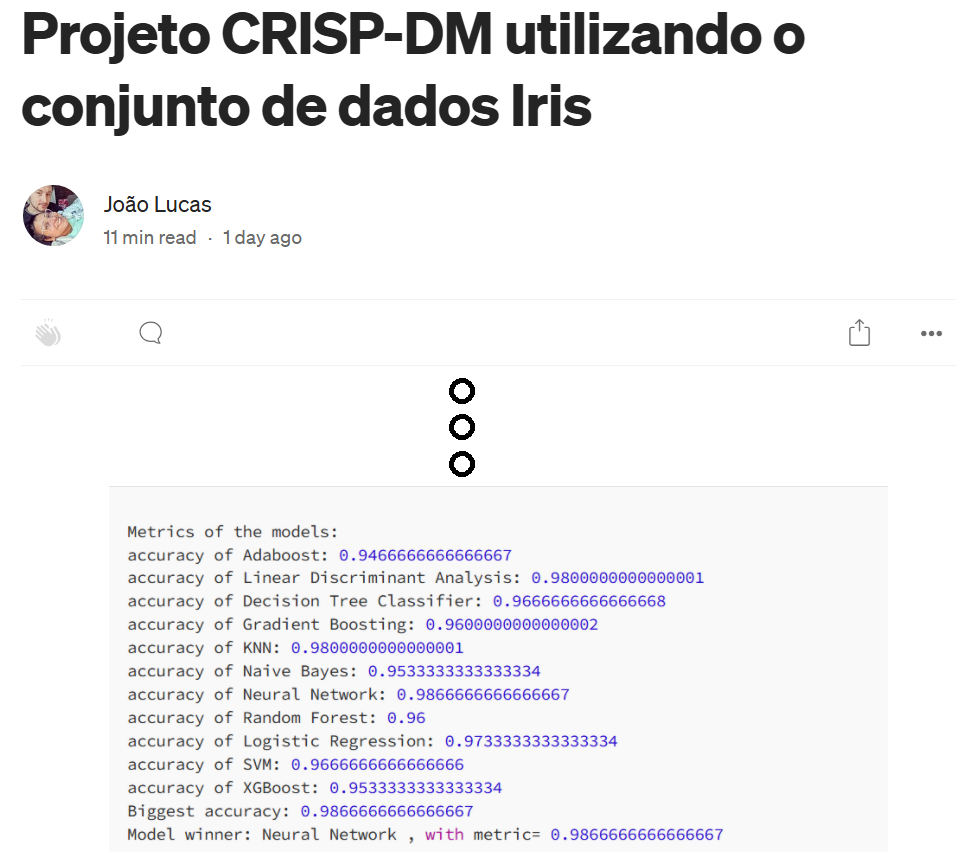 Projeto CRISP-DM utilizando o
conjunto de dados Iris
João Lucas
11 min read · 1 day ago
Metrics of the models:
accuracy of Adaboost: 0.9466666666666667
accuracy of Linear Discriminant Analysis: 0.9800000000000001
accuracy of Decision Tree Classifier: 0.9666666666666668
accuracy of Gradient Boosting: 0.9600000000000002
accuracy of KNN: 0.9800000000000001
accuracy of Naive Bayes: 0.9533333333333334
accuracy of Neural Network: 0.9866666666666667
accuracy of Random Forest: 0.96
accuracy of Logistic Regression: 0.9733333333333334
accuracy of SVM: 0.9666666666666666
accuracy of XGBoost: 0.9533333333333334
Biggest accuracy: 0.9866666666666667
Model winner: Neural Network , with metric= 0.9866666666666667